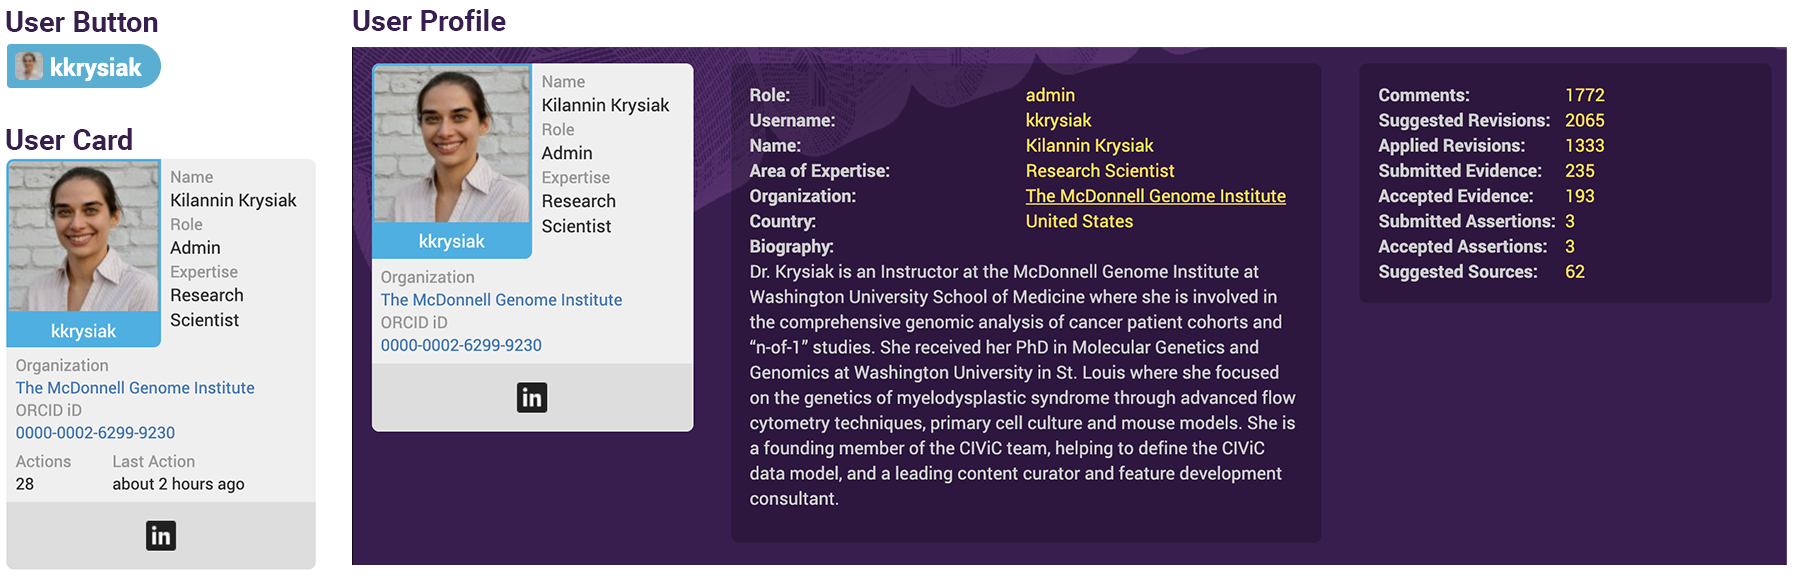 User Button
kkrysiak
User Card
Name
Kilannin Krysiak
Role
Admin
Expertise
Research
Scientist
kkrysiak
Organization
The McDonnell Genome Institute
ORCID iD
0000-0002-6299-9230
Actions Last Action
28 about 2 hours ago
in
User Profile
Name
Kilannin Krysiak
Role
Admin
Expertise
Research
Scientist
kkrysiak
Organization
The McDonnell Genome Institute
ORCID iD
0000-0002-6299-9230
in
Role: admin
Username: kkrysiak
Name: Kilannin Krysiak
Area of Expertise: Research Scientist
Organization: The McDonnell Genome Institute
Country: United States
Biography:
Dr. Krysiak is an Instructor at the McDonnell Genome Institute at
Washington University School of Medicine where she is involved in
the comprehensive genomic analysis of cancer patient cohorts and
“n-of-1” studies. She received her PhD in Molecular Genetics and
Genomics at Washington University in St. Louis where she focused
on the genetics of myelodysplastic syndrome through advanced flow
cytometry techniques, primary cell culture and mouse models. She is
a founding member of the CIViC team, helping to define the CIViC
data model, and a leading content curator and feature development
consultant.
Comments: 1772
Suggested Revisions: 2065
Applied Revisions: 1333
Submitted Evidence: 235
Accepted Evidence: 193
Submitted Assertions: 3
Accepted Assertions: 3
Suggested Sources: 62